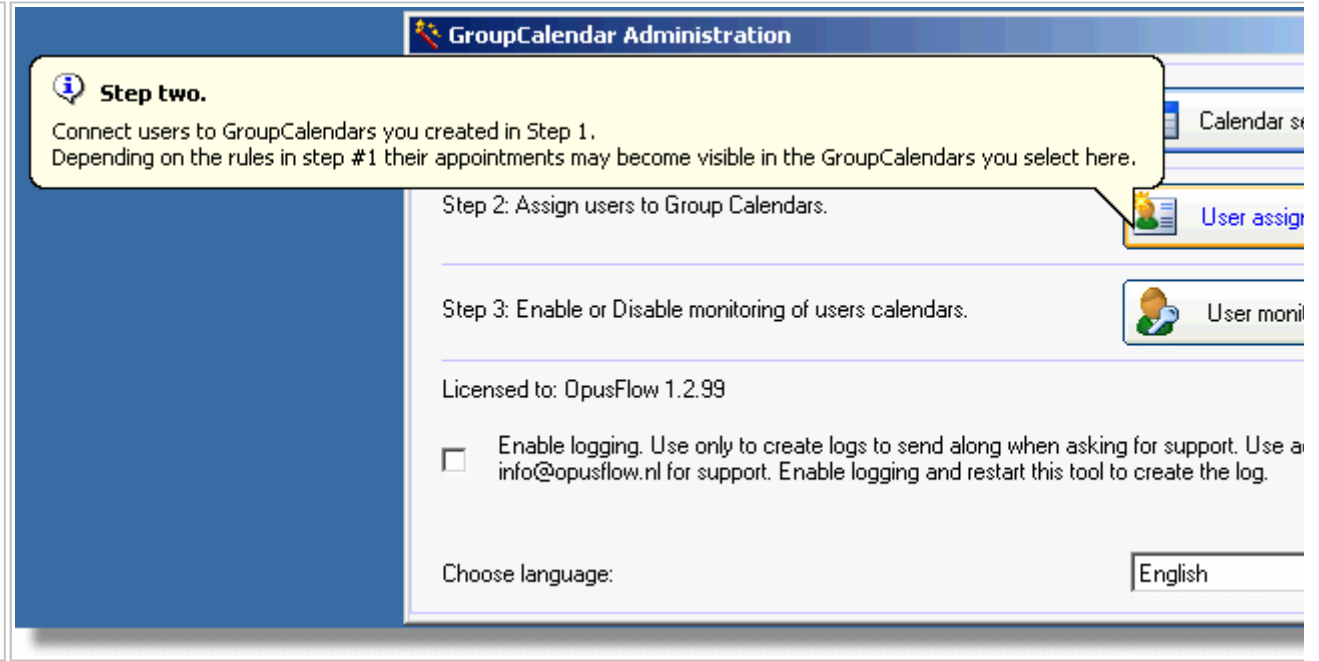 GroupCalendar Administration
Step two.
Connect users to GroupCalendars you created in Step 1.
Depending on the rules in step #1 their appointments may become visible in the GroupCalendars you select here.
Calendar se
Step 2: Assign users to Group Calendars.
User assign
Step 3: Enable or Disable monitoring of users calendars.
User monit
Licensed to: OpusFlow 1.2.99
Enable logging. Use only to create logs to send along when asking for support. Use a
info@opusflow.nl for support. Enable logging and restart this tool to create the log.
Choose language:
English